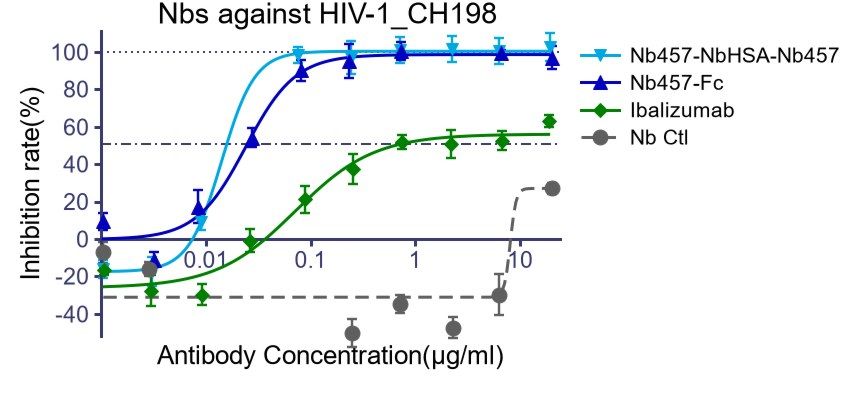 Nbs against HIV-1_CH198
Inhibition rate(%)
100
80
60
40
20
0
-20
-40
0.01
0.1
1
10
Antibody Concentration(μg/ml)
Nb457-NbHSA-Nb457
Nb457-Fc
Ibalizumab
Nb Ctl